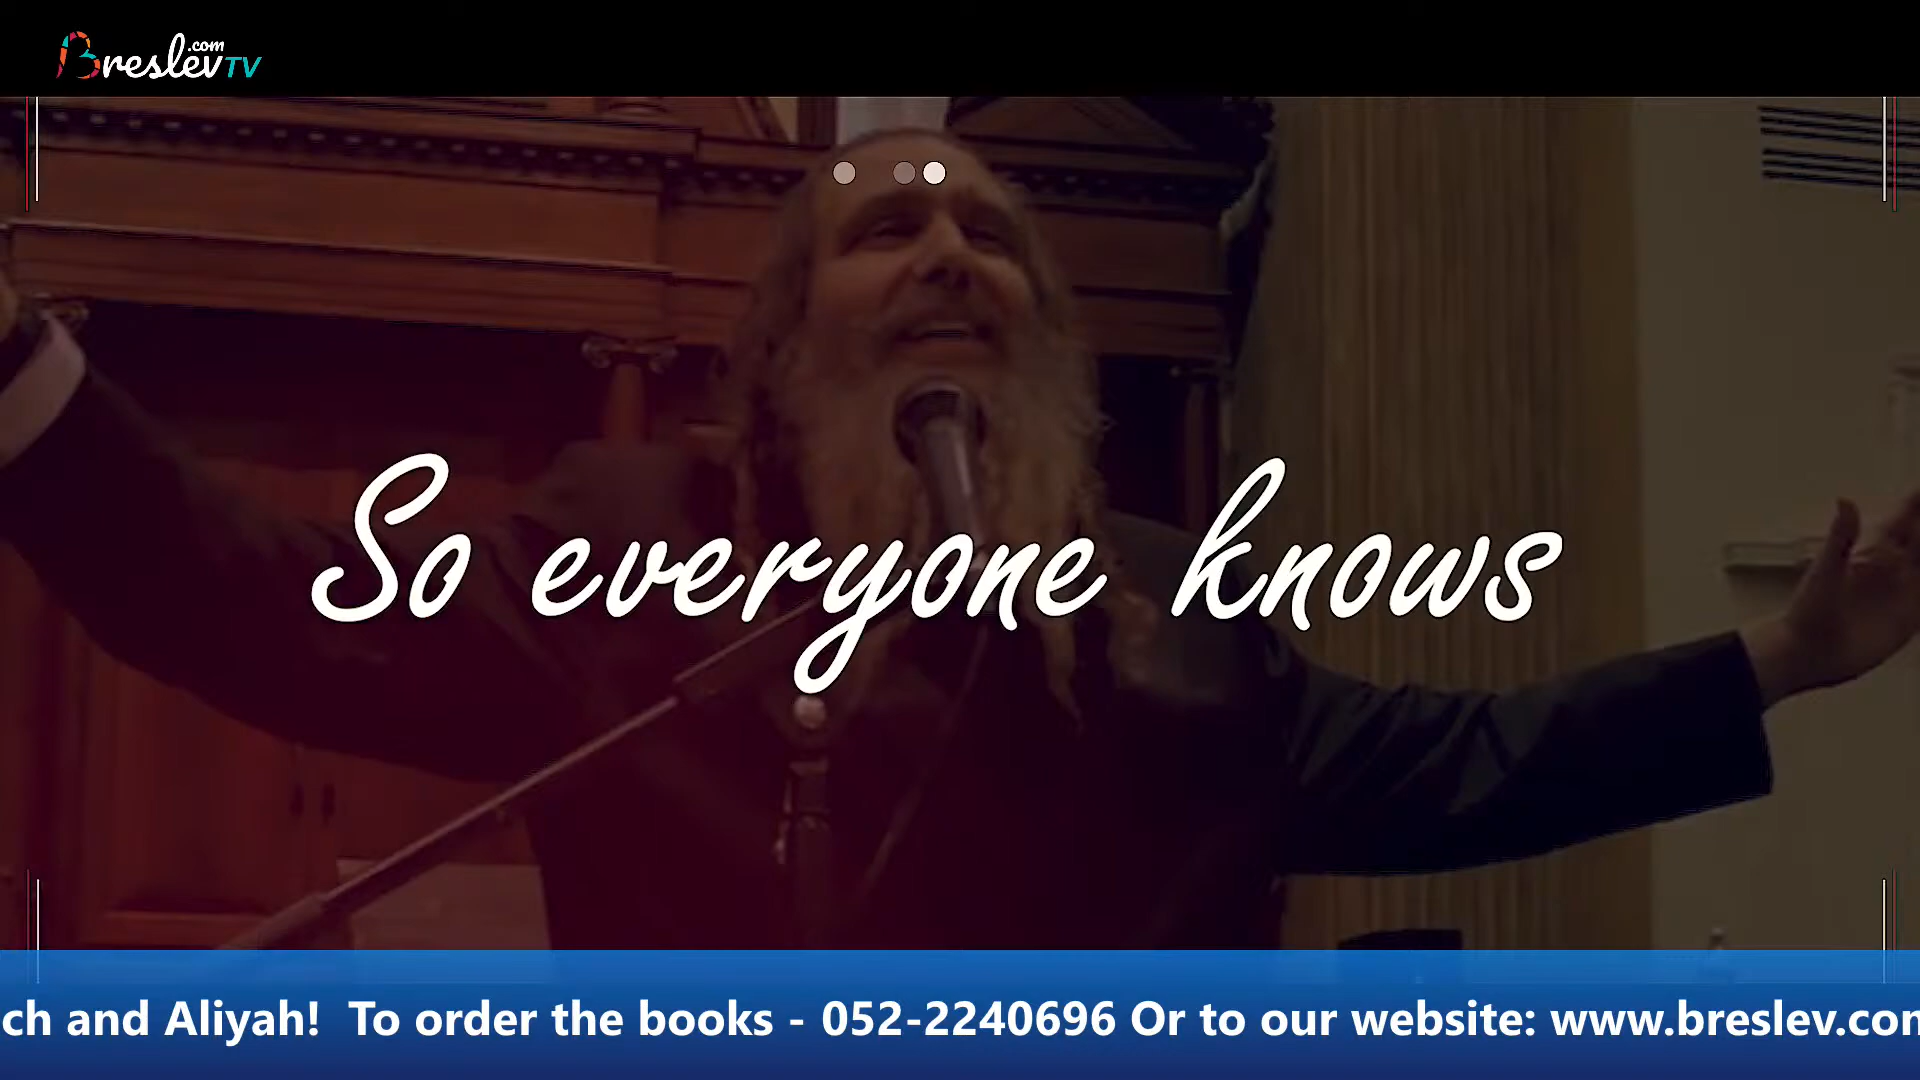 Breslev.com TV
So everyone knows
ch and Aliyah! To order the books - 052-2240696 Or to our website: www.breslev.com